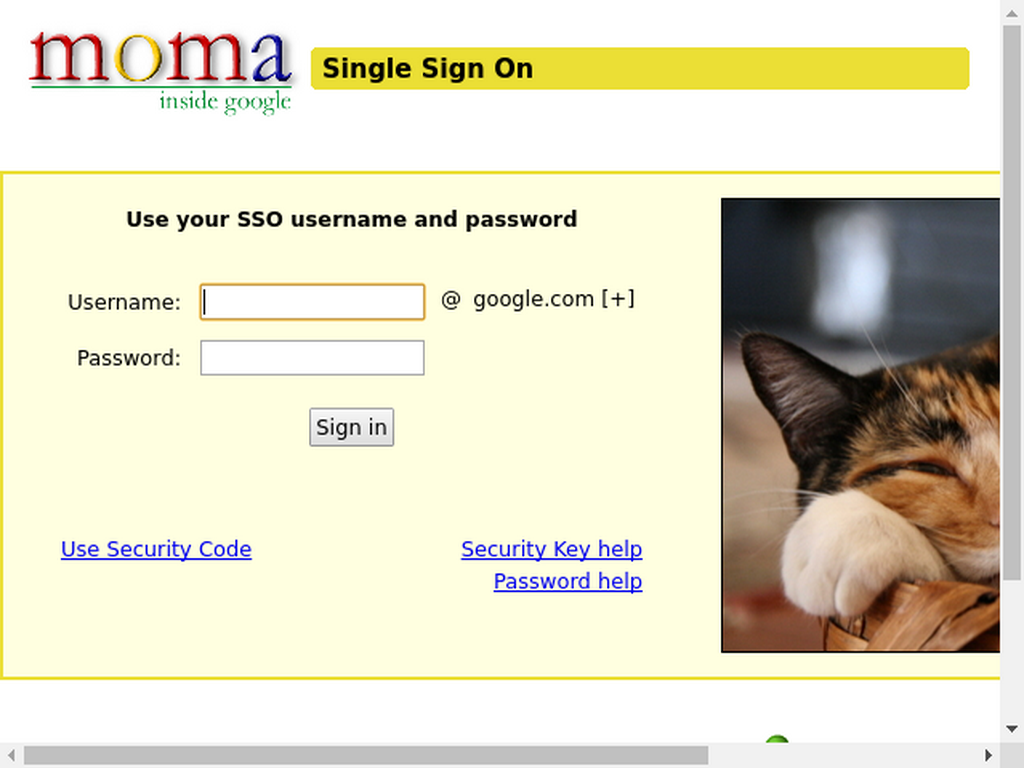 moma
inside google
Single Sign On
Use your SSO username and password
Username: @ google.com [+]
Password:
Sign in
Use Security Code
Security Key help
Password help